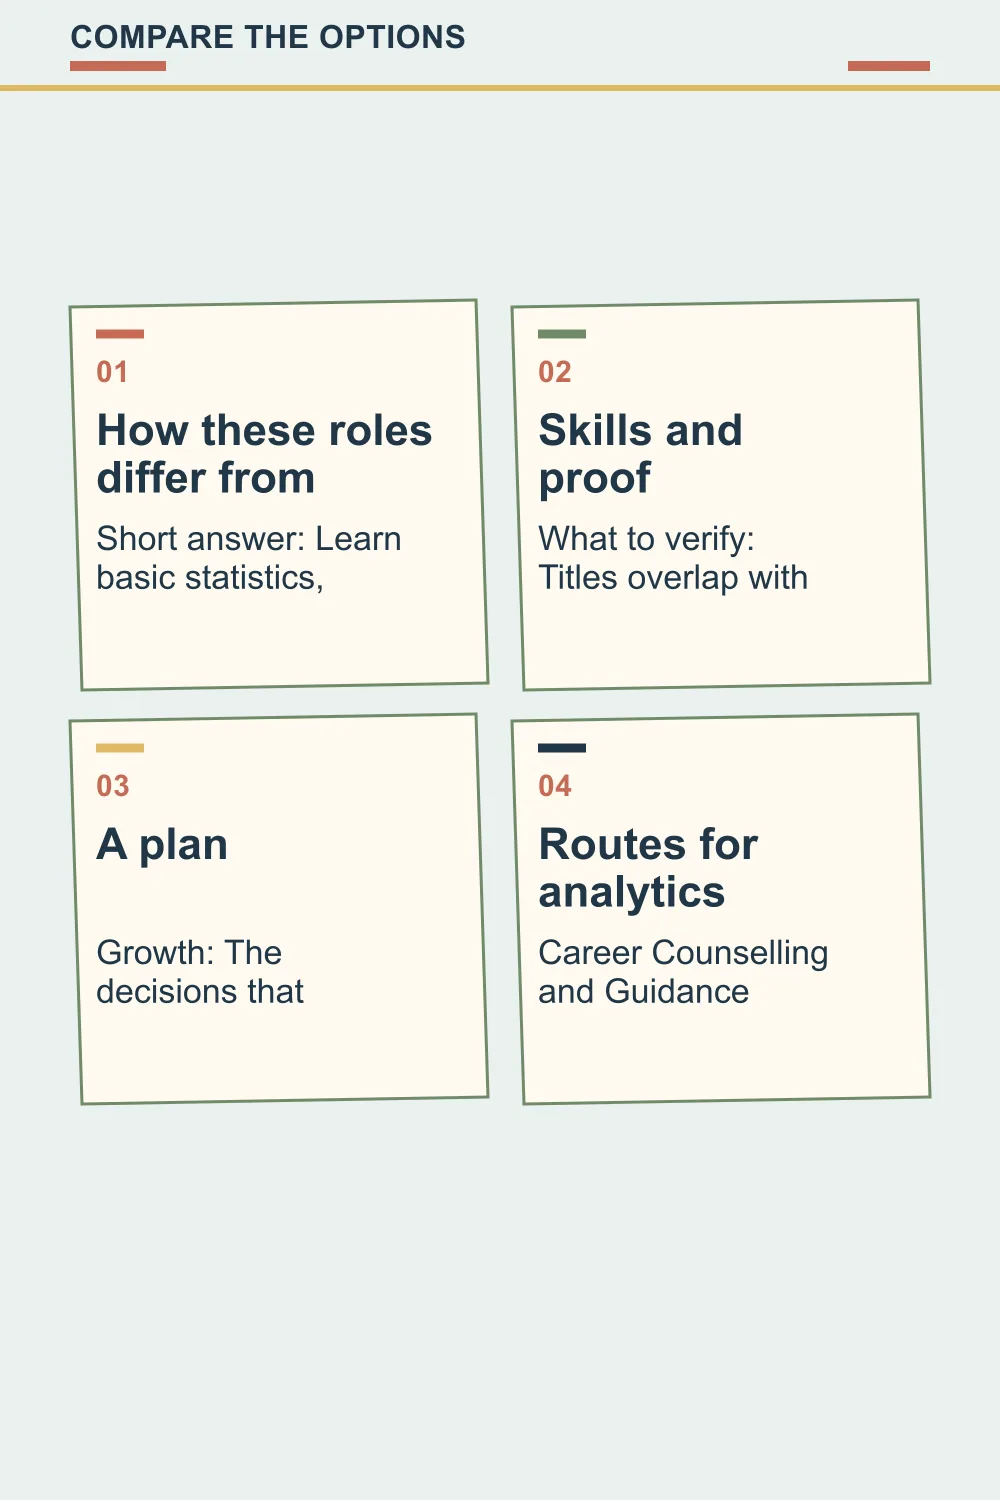 COMPARE THE OPTIONS
01
How these roles
differ from
Short answer: Learn
basic statistics,
02
Skills and
proof
What to verify:
Titles overlap with
03
A plan
Growth: The
decisions that
04
Routes for
analytics
Career Counselling
and Guidance